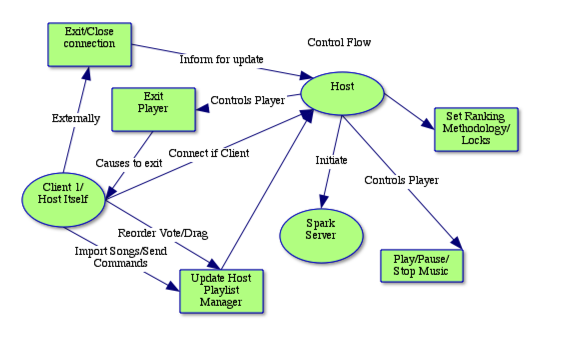 Exit/Close
connection
Control Flow
Inform for update
Host
Exit
Player
Controls Player
Externally
Set Ranking
Methodology/
Locks
Connect if Client
Causes to exit
Initiate
Controls Player
Client 1/
Host Itself
Spark
Server
Reorder Vote/Drag
Import Songs/Send
Commands
Play/Pause/
Stop Music
Update Host
Playlist
Manager